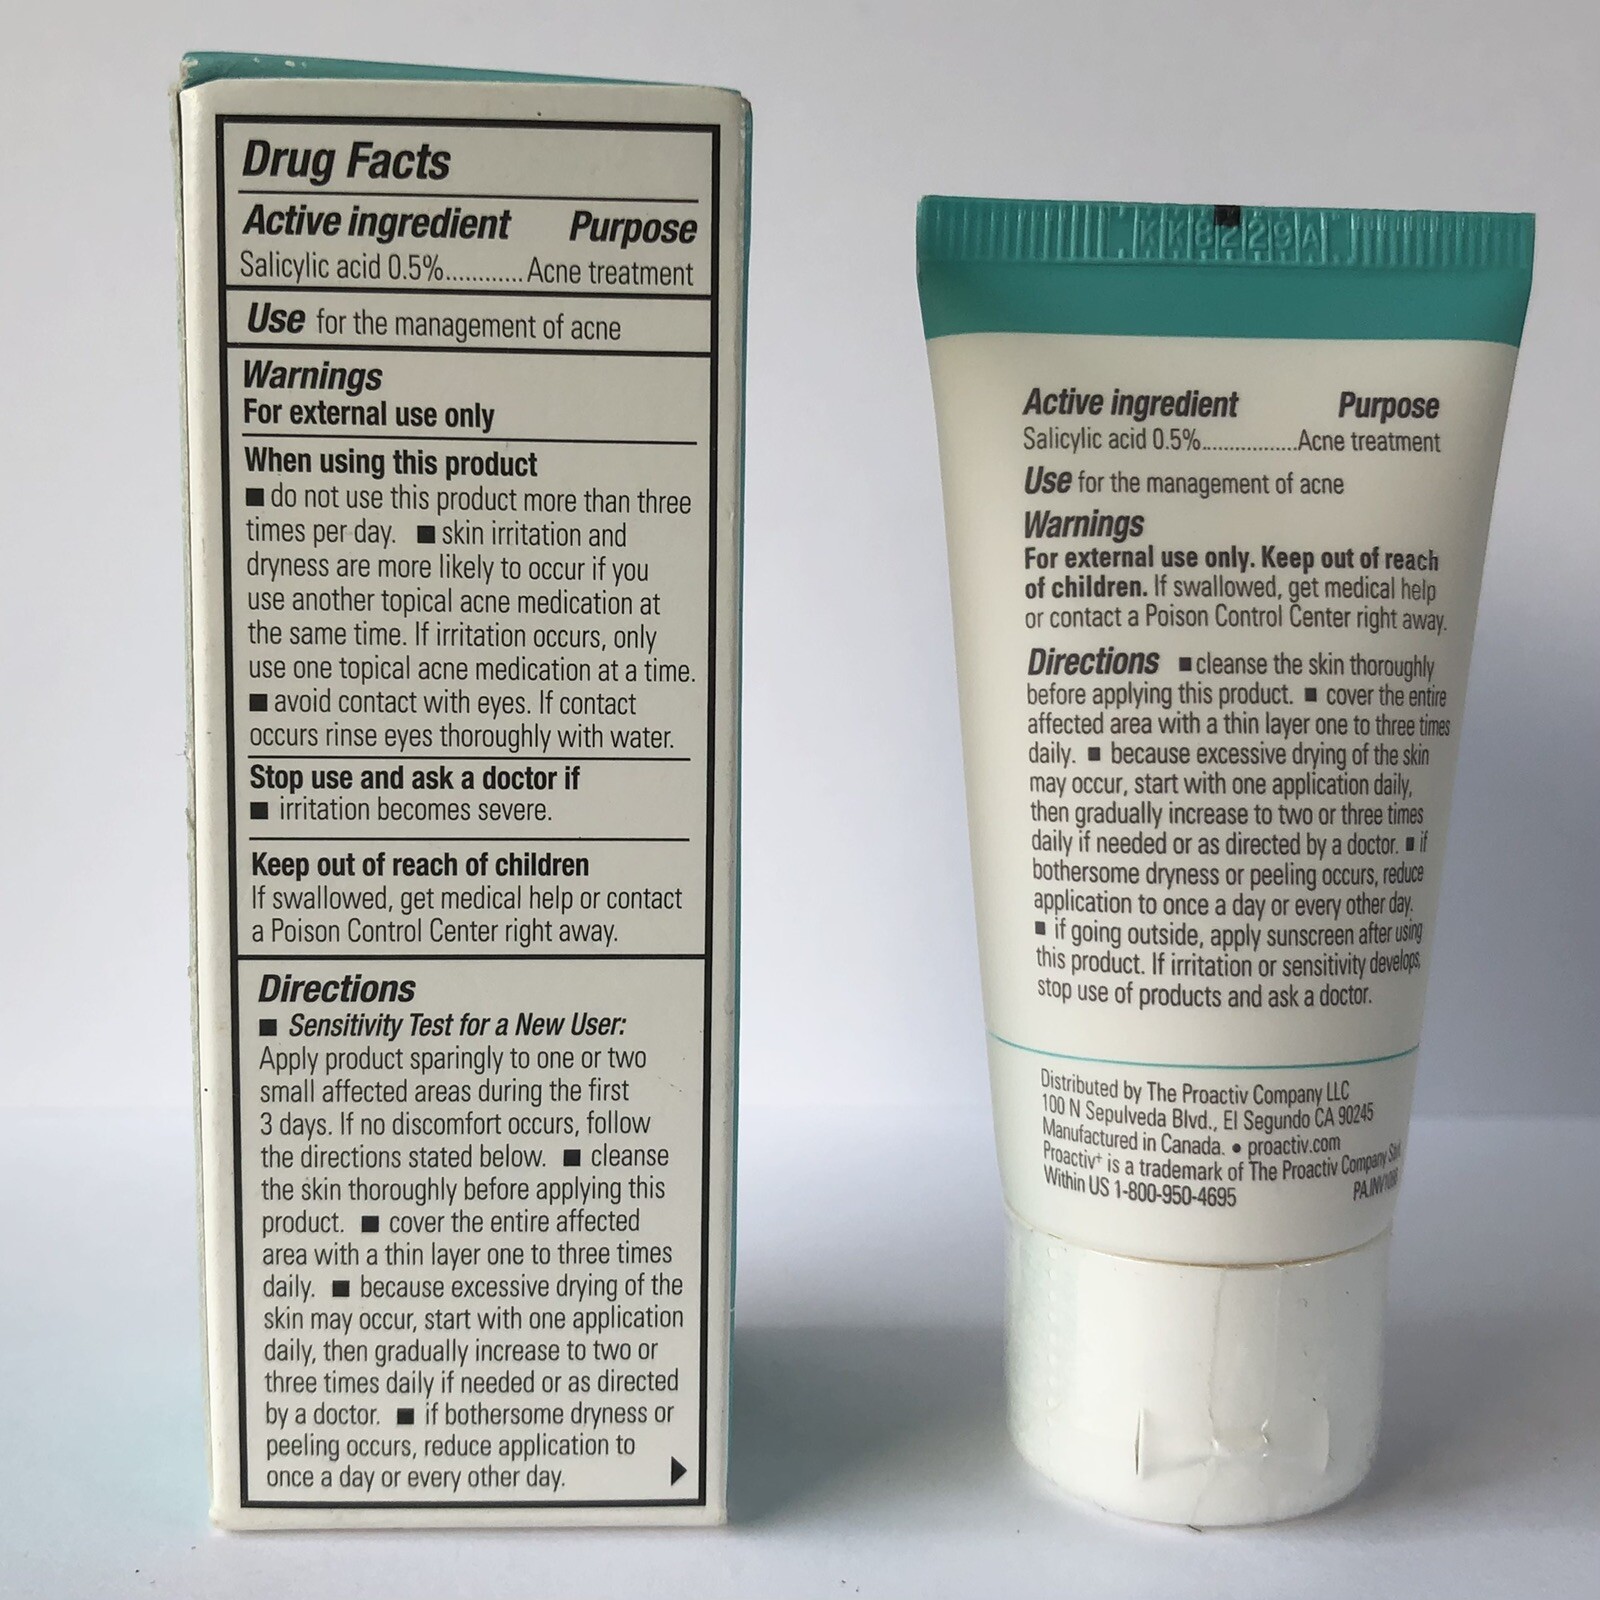 Drug Facts
Active ingredient Purpose
Salicylic acid 0.5%............Acne treatment
Use for the management of acne
Warnings
For external use only
When using this product
■ do not use this product more than three
times per day. ■ skin irritation and
dryness are more likely to occur if you
use another topical acne medication at
the same time. If irritation occurs, only
use one topical acne medication at a time.
■ avoid contact with eyes. If contact
occurs rinse eyes thoroughly with water.
Stop use and ask a doctor if
■ irritation becomes severe.
Keep out of reach of children
If swallowed, get medical help or contact
a Poison Control Center right away.
Directions
■ Sensitivity Test for a New User:
Apply product sparingly to one or two
small affected areas during the first
3 days. If no discomfort occurs, follow
the directions stated below. ■ cleanse
the skin thoroughly before applying this
product. ■ cover the entire affected
area with a thin layer one to three times
daily. ■ because excessive drying of the
skin may occur, start with one application
daily, then gradually increase to two or
three times daily if needed or as directed
by a doctor. ■ if bothersome dryness or
peeling occurs, reduce application to
once a day or every other day.
KK8229A
Active ingredient Purpose
Salicylic acid 0.5%................Acne treatment
Use for the management of acne
Warnings
For external use only. Keep out of reach
of children. If swallowed, get medical help
or contact a Poison Control Center right away.
Directions ■ cleanse the skin thoroughly
before applying this product. ■ cover the entire
affected area with a thin layer one to three times
daily. ■ because excessive drying of the skin
may occur, start with one application daily,
then gradually increase to two or three times
daily if needed or as directed by a doctor. ■ if
bothersome dryness or peeling occurs, reduce
application to once a day or every other day.
■ if going outside, apply sunscreen after using
this product. If irritation or sensitivity develops,
stop use of products and ask a doctor.
Distributed by The Proactiv Company LLC
100 N Sepulveda Blvd., El Segundo CA 90245
Manufactured in Canada. • proactiv.com
Proactiv+ is a trademark of The Proactiv Company
Within US 1-800-950-4695